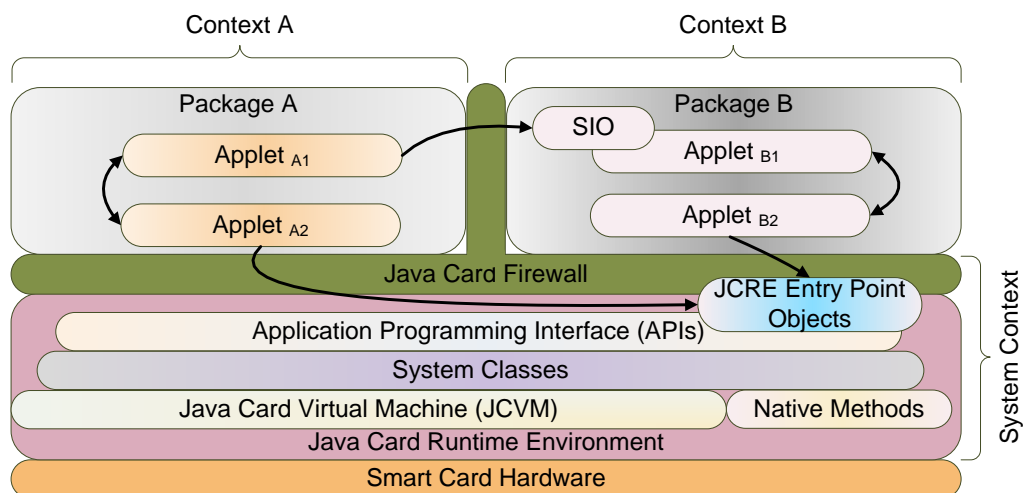 Context A
Context B
Package A
Package B
SIO
Applet A1
Applet B1
Applet A2
Applet B2
Java Card Firewall
JCRE Entry Point
Objects
Application Programming Interface (APIs)
System Classes
Java Card Virtual Machine (JCVM)
Native Methods
Java Card Runtime Environment
Smart Card Hardware
System Context